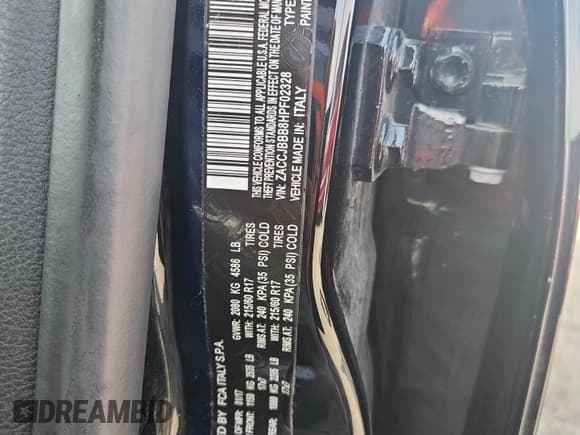 ED BY: FCA ITALY S.P.A.
GVWR: 2080 KG 4586 LB
WITH: 215/60 R17 TIRES
RIMS AT: 240 KPA (35 PSI) COLD
WITH: 215/60 R17 TIRES
RIMS AT: 240 KPA (35 PSI) COLD
THIS VEHICLE CONFORMS TO ALL APPLICABLE U.S.A. FEDERAL MO
THEFT PREVENTION STANDARDS IN EFFECT ON THE DATE OF MAN
VIN: ZACCJBBB8HPF02328
VEHICLE MADE IN: ITALY
TYPE
PAINT
DREAMBID